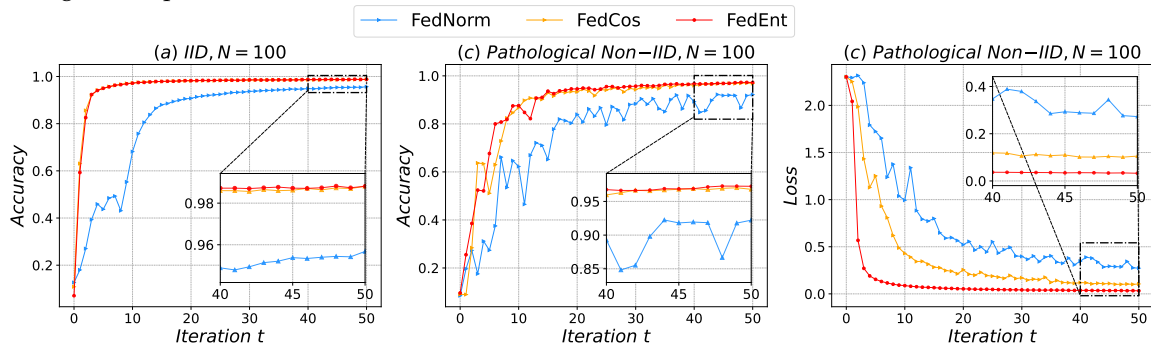 FedNorm FedCos FedEnt
(a) IID, N = 100
Accuracy
1.0
0.8
0.6
0.4
0.2
0 10 20 30 40 50
Iteration t
0.98
0.96
40 45 50
(c) Pathological Non−IID, N = 100
Accuracy
1.0
0.8
0.6
0.4
0.2
0 10 20 30 40 50
Iteration t
0.95
0.90
0.85
40 45 50
(c) Pathological Non−IID, N = 100
Loss
2.0
1.5
1.0
0.5
0.0
0 10 20 30 40 50
Iteration t
0.4
0.2
0.0
40 45 50